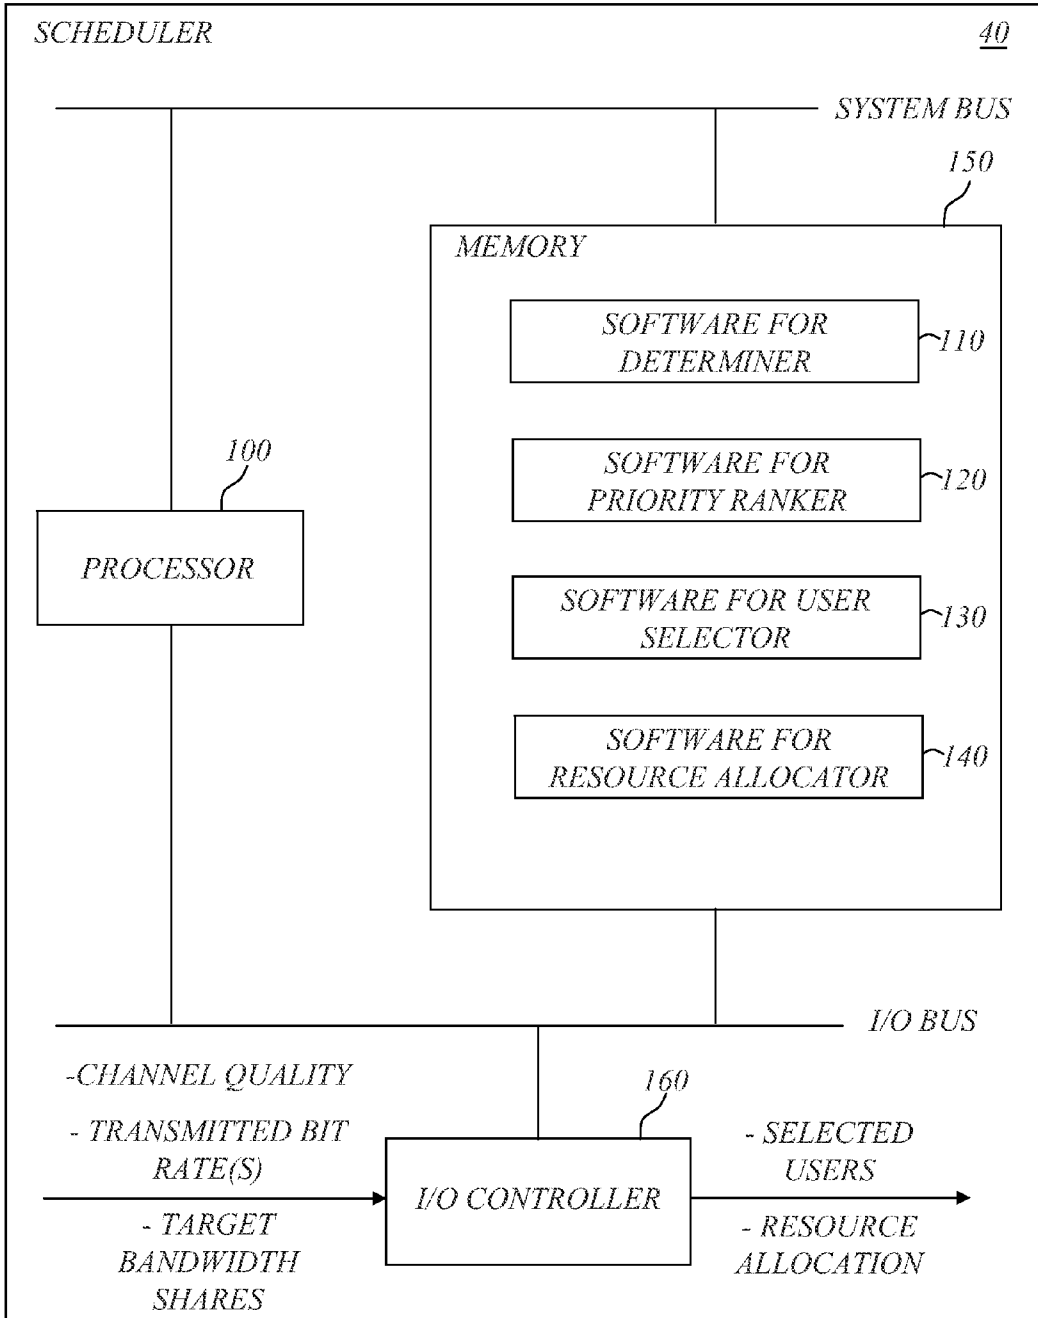 SCHEDULER
40
SYSTEM BUS
150
MEMORY
SOFTWARE FOR
DETERMINER
110
SOFTWARE FOR
PRIORITY RANKER
120
100
PROCESSOR
SOFTWARE FOR USER
SELECTOR
130
SOFTWARE FOR
RESOURCE ALLOCATOR
140
I/O BUS
-CHANNEL QUALITY
- TRANSMITTED BIT
RATE(S)
- TARGET
BANDWIDTH
SHARES
160
I/O CONTROLLER
- SELECTED
USERS
- RESOURCE
ALLOCATION